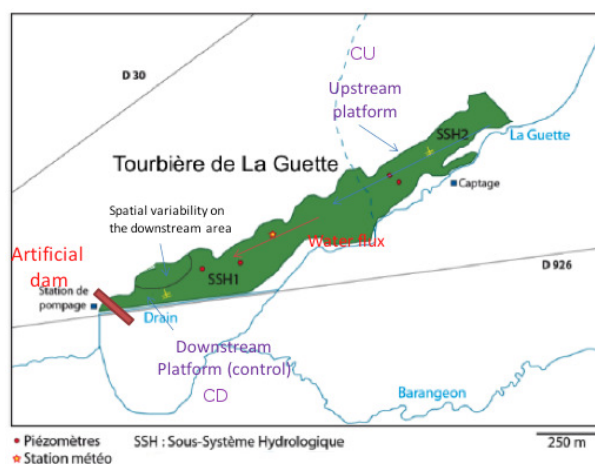 D 30
CU
Upstream
platform
SSH2
La Guette
Tourbière de La Guette
Captage
Spatial variability on
the downstream area
Water flux
Artificial
dam
D 926
Station de
pompage
SSH1
Drain
Downstream
Platform (control)
CD
Barangeon
Piézomètres
SSH : Sous-Système Hydrologique
250 m
Station météo